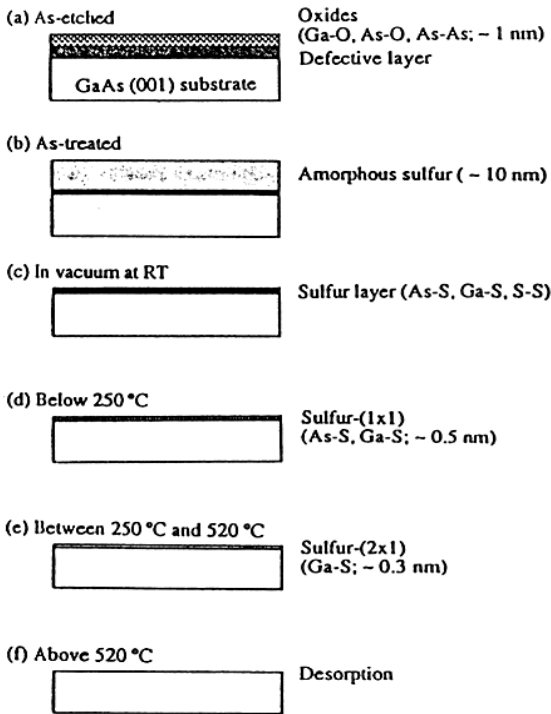 (a) As-etched
Oxides
(Ga-O, As-O, As-As; ~ 1 nm)
Defective layer
GaAs (001) substrate
(b) As-treated
Amorphous sulfur ( ~ 10 nm)
(c) In vacuum at RT
Sulfur layer (As-S, Ga-S, S-S)
(d) Below 250 °C
Sulfur-(1x1)
(As-S, Ga-S; ~ 0.5 nm)
(e) Between 250 °C and 520 °C
Sulfur-(2x1)
(Ga-S; ~ 0.3 nm)
(f) Above 520 °C
Desorption